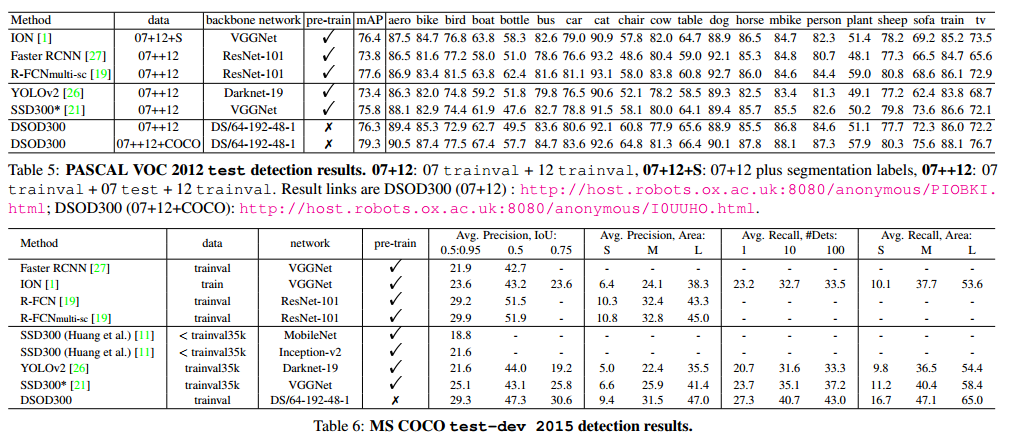 Method data backbone network pre-train mAP aero bike bird boat bottle bus car cat chair cow table dog horse mbike person plant sheep sofa train tv
ION [1] 07+12+S VGGNet ✓ 76.4 87.5 84.7 76.8 63.8 58.3 82.6 79.0 90.9 57.8 82.0 64.7 88.9 86.5 84.7 82.3 51.4 78.2 69.2 85.2 73.5
Faster RCNN [27] 07++12 ResNet-101 ✓ 73.8 86.5 81.6 77.2 58.0 51.0 78.6 76.6 93.2 48.6 80.4 59.0 92.1 85.3 84.8 80.7 48.1 77.3 66.5 84.7 65.6
R-FCNmulti-sc [19] 07++12 ResNet-101 ✓ 77.6 86.9 83.4 81.5 63.8 62.4 81.6 81.1 93.1 58.0 83.8 60.8 92.7 86.0 84.6 84.4 59.0 80.8 68.6 86.1 72.9
YOLOv2 [26] 07++12 Darknet-19 ✓ 73.4 86.3 82.0 74.8 59.2 51.8 79.8 76.5 90.6 52.1 78.2 58.5 89.3 82.5 83.4 81.3 49.1 77.2 62.4 83.8 68.7
SSD300* [21] 07++12 VGGNet ✓ 75.8 88.1 82.9 74.4 61.9 47.6 82.7 78.8 91.5 58.1 80.0 64.1 89.4 85.7 85.5 82.6 50.2 79.8 73.6 86.6 72.1
DSOD300 07++12 DS/64-192-48-1 ✗ 76.3 89.4 85.3 72.9 62.7 49.5 83.6 80.6 92.1 60.8 77.9 65.6 88.9 85.5 86.8 84.6 51.1 77.7 72.3 86.0 72.2
DSOD300 07++12+COCO DS/64-192-48-1 ✗ 79.3 90.5 87.4 77.5 67.4 57.7 84.7 83.6 92.6 64.8 81.3 66.4 90.1 87.8 88.1 87.3 57.9 80.3 75.6 88.1 76.7
Table 5: PASCAL VOC 2012 test detection results. 07+12: 07 trainval + 12 trainval, 07+12+S: 07+12 plus segmentation labels, 07++12: 07
trainval + 07 test + 12 trainval. Result links are DSOD300 (07+12) : http://host.robots.ox.ac.uk:8080/anonymous/PIOBKI.
html; DSOD300 (07+12+COCO): http://host.robots.ox.ac.uk:8080/anonymous/I0UUHO.html.
Method data network pre-train Avg. Precision, IoU: Avg. Precision, Area: Avg. Recall, #Dets: Avg. Recall, Area:
0.5:0.95 0.5 0.75 S M L 1 10 100 S M L
Faster RCNN [27] trainval VGGNet ✓ 21.9 42.7 - - - - - - - - - -
ION [1] train VGGNet ✓ 23.6 43.2 23.6 6.4 24.1 38.3 23.2 32.7 33.5 10.1 37.7 53.6
R-FCN [19] trainval ResNet-101 ✓ 29.2 51.5 - 10.3 32.4 43.3 - - - - - -
R-FCNmulti-sc [19] trainval ResNet-101 ✓ 29.9 51.9 - 10.8 32.8 45.0 - - - - - -
SSD300 (Huang et al.) [11] < trainval35k MobileNet ✓ 18.8 - - - - - - - - - - -
SSD300 (Huang et al.) [11] < trainval35k Inception-v2 ✓ 21.6 - - - - - - - - - - -
YOLOv2 [26] trainval35k Darknet-19 ✓ 21.6 44.0 19.2 5.0 22.4 35.5 20.7 31.6 33.3 9.8 36.5 54.4
SSD300* [21] trainval35k VGGNet ✓ 25.1 43.1 25.8 6.6 25.9 41.4 23.7 35.1 37.2 11.2 40.4 58.4
DSOD300 trainval DS/64-192-48-1 ✗ 29.3 47.3 30.6 9.4 31.5 47.0 27.3 40.7 43.0 16.7 47.1 65.0
Table 6: MS COCO test-dev 2015 detection results.